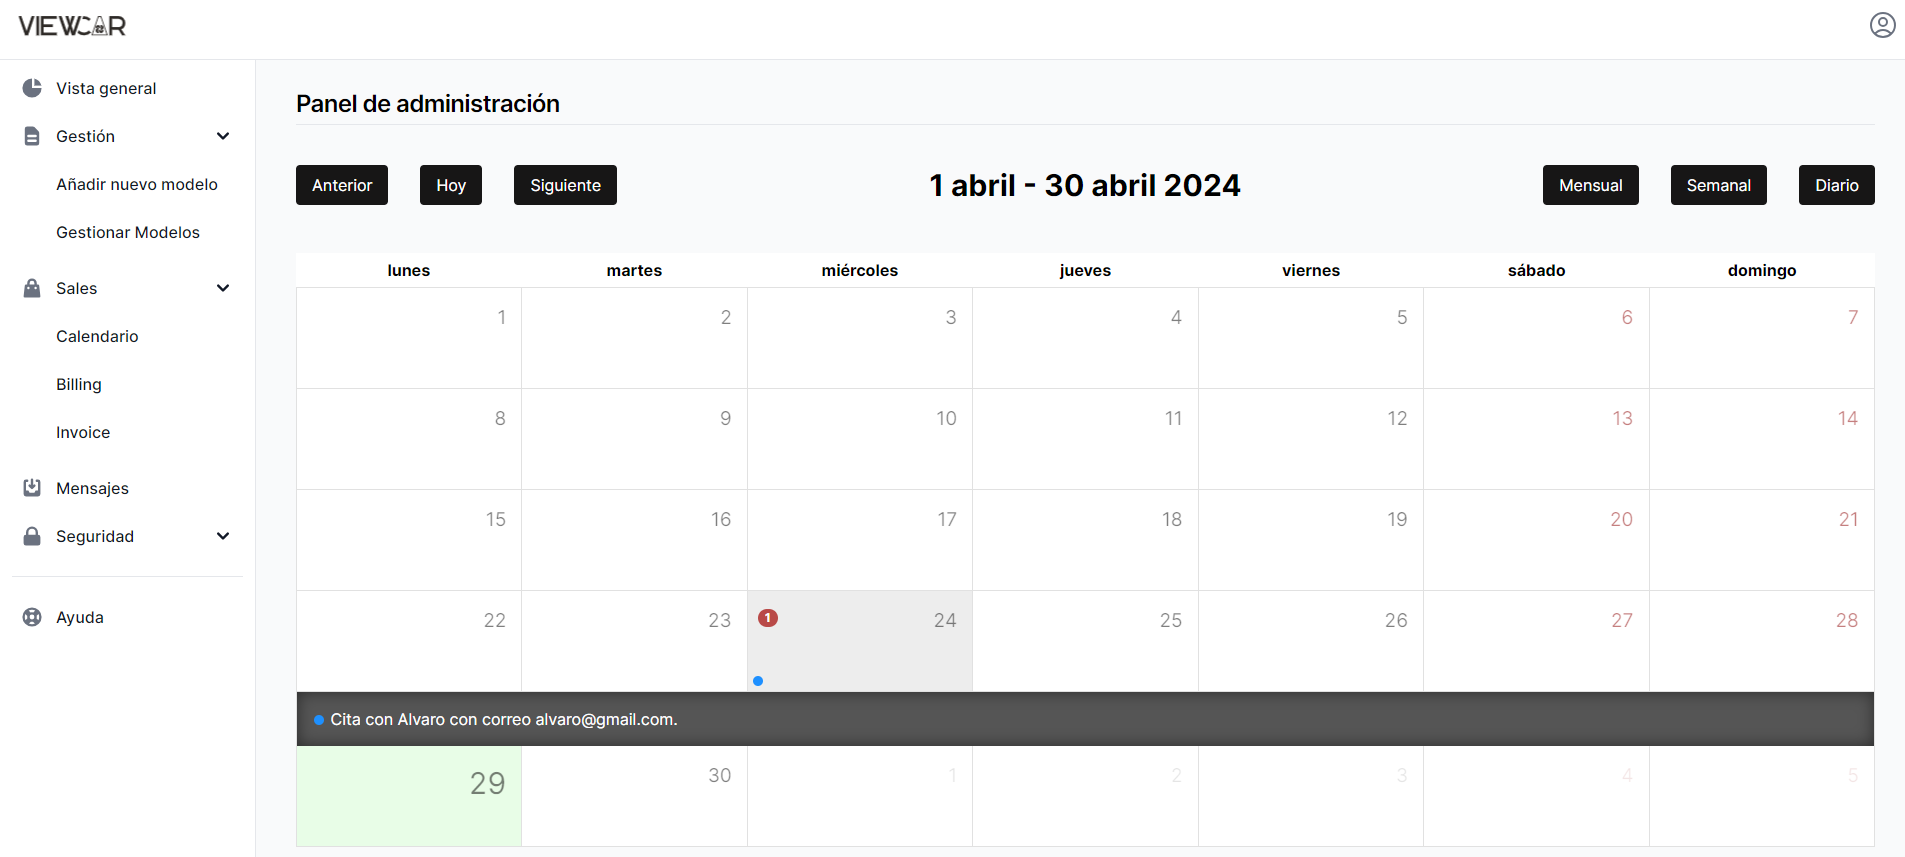 VIEWCAR
Vista general
Gestión
Añadir nuevo modelo
Gestionar Modelos
Sales
Calendario
Billing
Invoice
Mensajes
Seguridad
Ayuda
Panel de administración
Anterior Hoy Siguiente 1 abril - 30 abril 2024 Mensual Semanal Diario
lunes martes miércoles jueves viernes sábado domingo
1 2 3 4 5 6 7
8 9 10 11 12 13 14
15 16 17 18 19 20 21
22 23 1 24 25 26 27 28
Cita con Alvaro con correo alvaro@gmail.com.
29 30 1 2 3 4 5